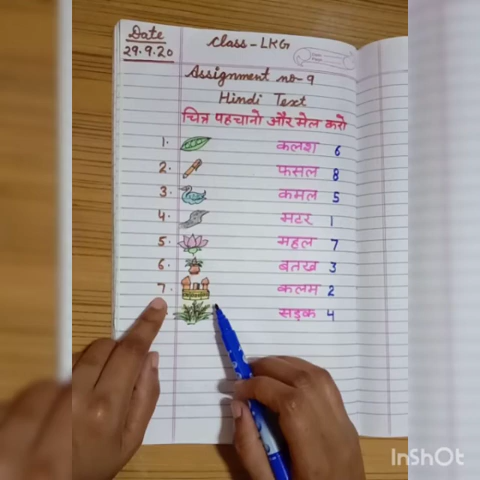 Date
29.9.20
Class - LKG
Assignment no-9
Hindi Text
चित्र पहचानो और मेल करो
1. कलश 6
2. फसल 8
3. कमल 5
4. मटर 1
5. महल 7
6. बतख 3
7. कलम 2
सड़क 4
InShOt